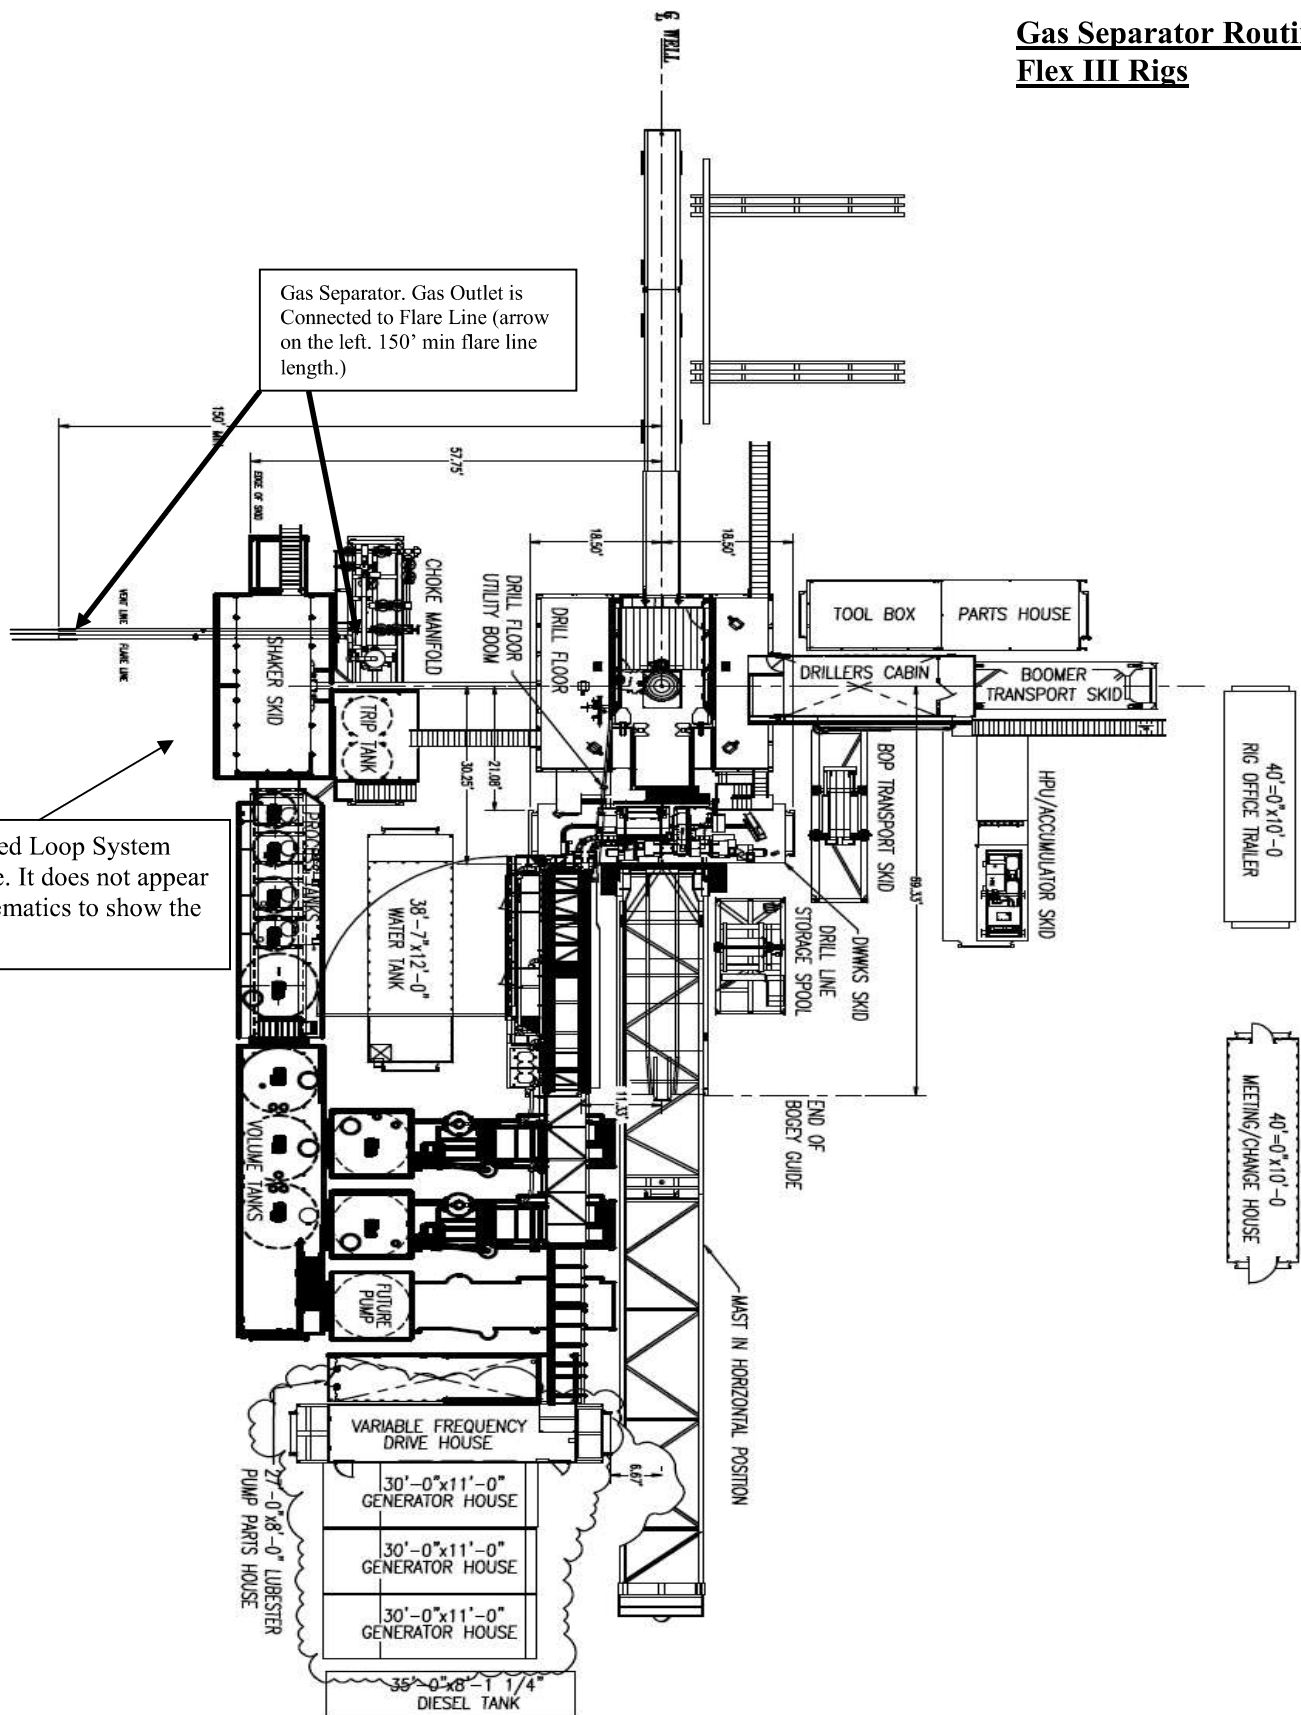 Gas Separator Routi
Flex III Rigs
℄ WELL
Gas Separator. Gas Outlet is
Connected to Flare Line (arrow
on the left. 150’ min flare line
length.)
150' MIN
57.75'
EDGE OF SKID
18.50'
18.50'
CHOKE MANIFOLD
DRILL FLOOR
UTILITY BOOM
DRILL FLOOR
TOOL BOX
PARTS HOUSE
VENT LINE
FLARE LINE
SHAKER SKID
TRIP TANK
DRILLERS CABIN
BOOMER
TRANSPORT SKID
30.25'
21.08'
BOP TRANSPORT SKID
HPU/ACCUMULATOR SKID
40'=0"x10'-0
RIG OFFICE TRAILER
ed Loop System
e. It does not appear
ematics to show the
PROCESS TANKS
38'-7"x12'-0"
WATER TANK
69.33'
DRILL LINE
STORAGE SPOOL
DWWKS SKID
11.33'
END OF
BOGEY GUIDE
40'=0"x10'-0
MEETING/CHANGE HOUSE
VOLUME TANKS
FUTURE
PUMP
MAST IN HORIZONTAL POSITION
VARIABLE FREQUENCY
DRIVE HOUSE
6.67'
27'-0"x8'-0" LUBESTER
PUMP PARTS HOUSE
30'-0"x11'-0"
GENERATOR HOUSE
30'-0"x11'-0"
GENERATOR HOUSE
30'-0"x11'-0"
GENERATOR HOUSE
35'-0"x8'-1 1/4"
DIESEL TANK